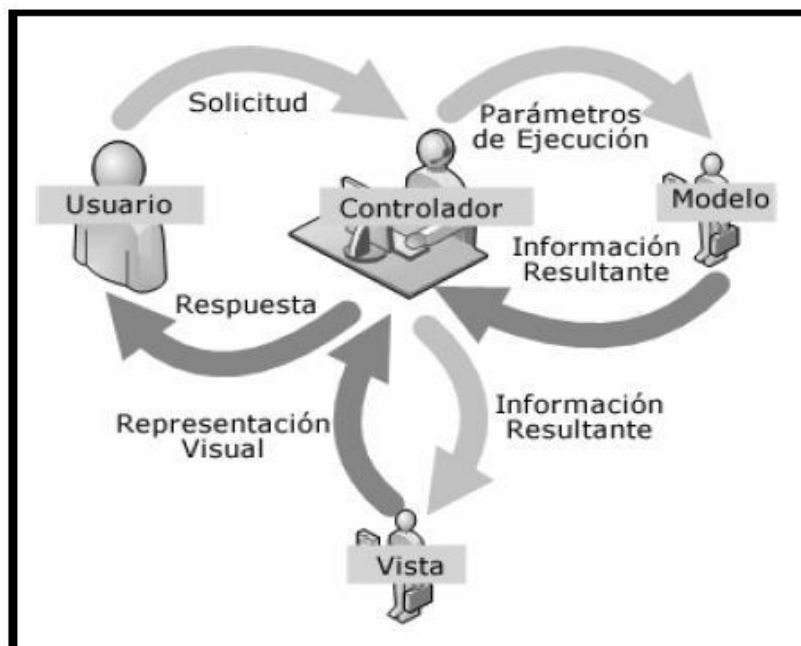 Solicitud
Parámetros
de Ejecución
Usuario
Controlador
Modelo
Información
Resultante
Respuesta
Representación
Visual
Información
Resultante
Vista